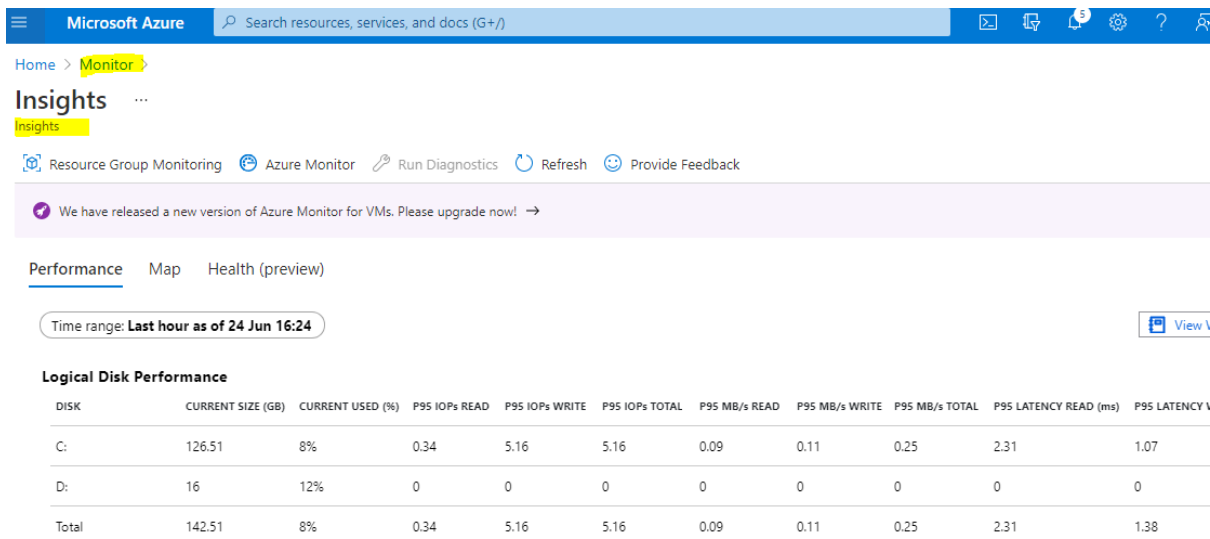 Microsoft Azure Search resources, services, and docs (G+/) 5
Home > Monitor >
Insights ...
Insights
Resource Group Monitoring Azure Monitor Run Diagnostics Refresh Provide Feedback
We have released a new version of Azure Monitor for VMs. Please upgrade now! →
Performance Map Health (preview)
Time range: Last hour as of 24 Jun 16:24 View
Logical Disk Performance
DISK CURRENT SIZE (GB) CURRENT USED (%) P95 IOPs READ P95 IOPs WRITE P95 IOPs TOTAL P95 MB/s READ P95 MB/s WRITE P95 MB/s TOTAL P95 LATENCY READ (ms) P95 LATENCY
C: 126.51 8% 0.34 5.16 5.16 0.09 0.11 0.25 2.31 1.07
D: 16 12% 0 0 0 0 0 0 0 0
Total 142.51 8% 0.34 5.16 5.16 0.09 0.11 0.25 2.31 1.38